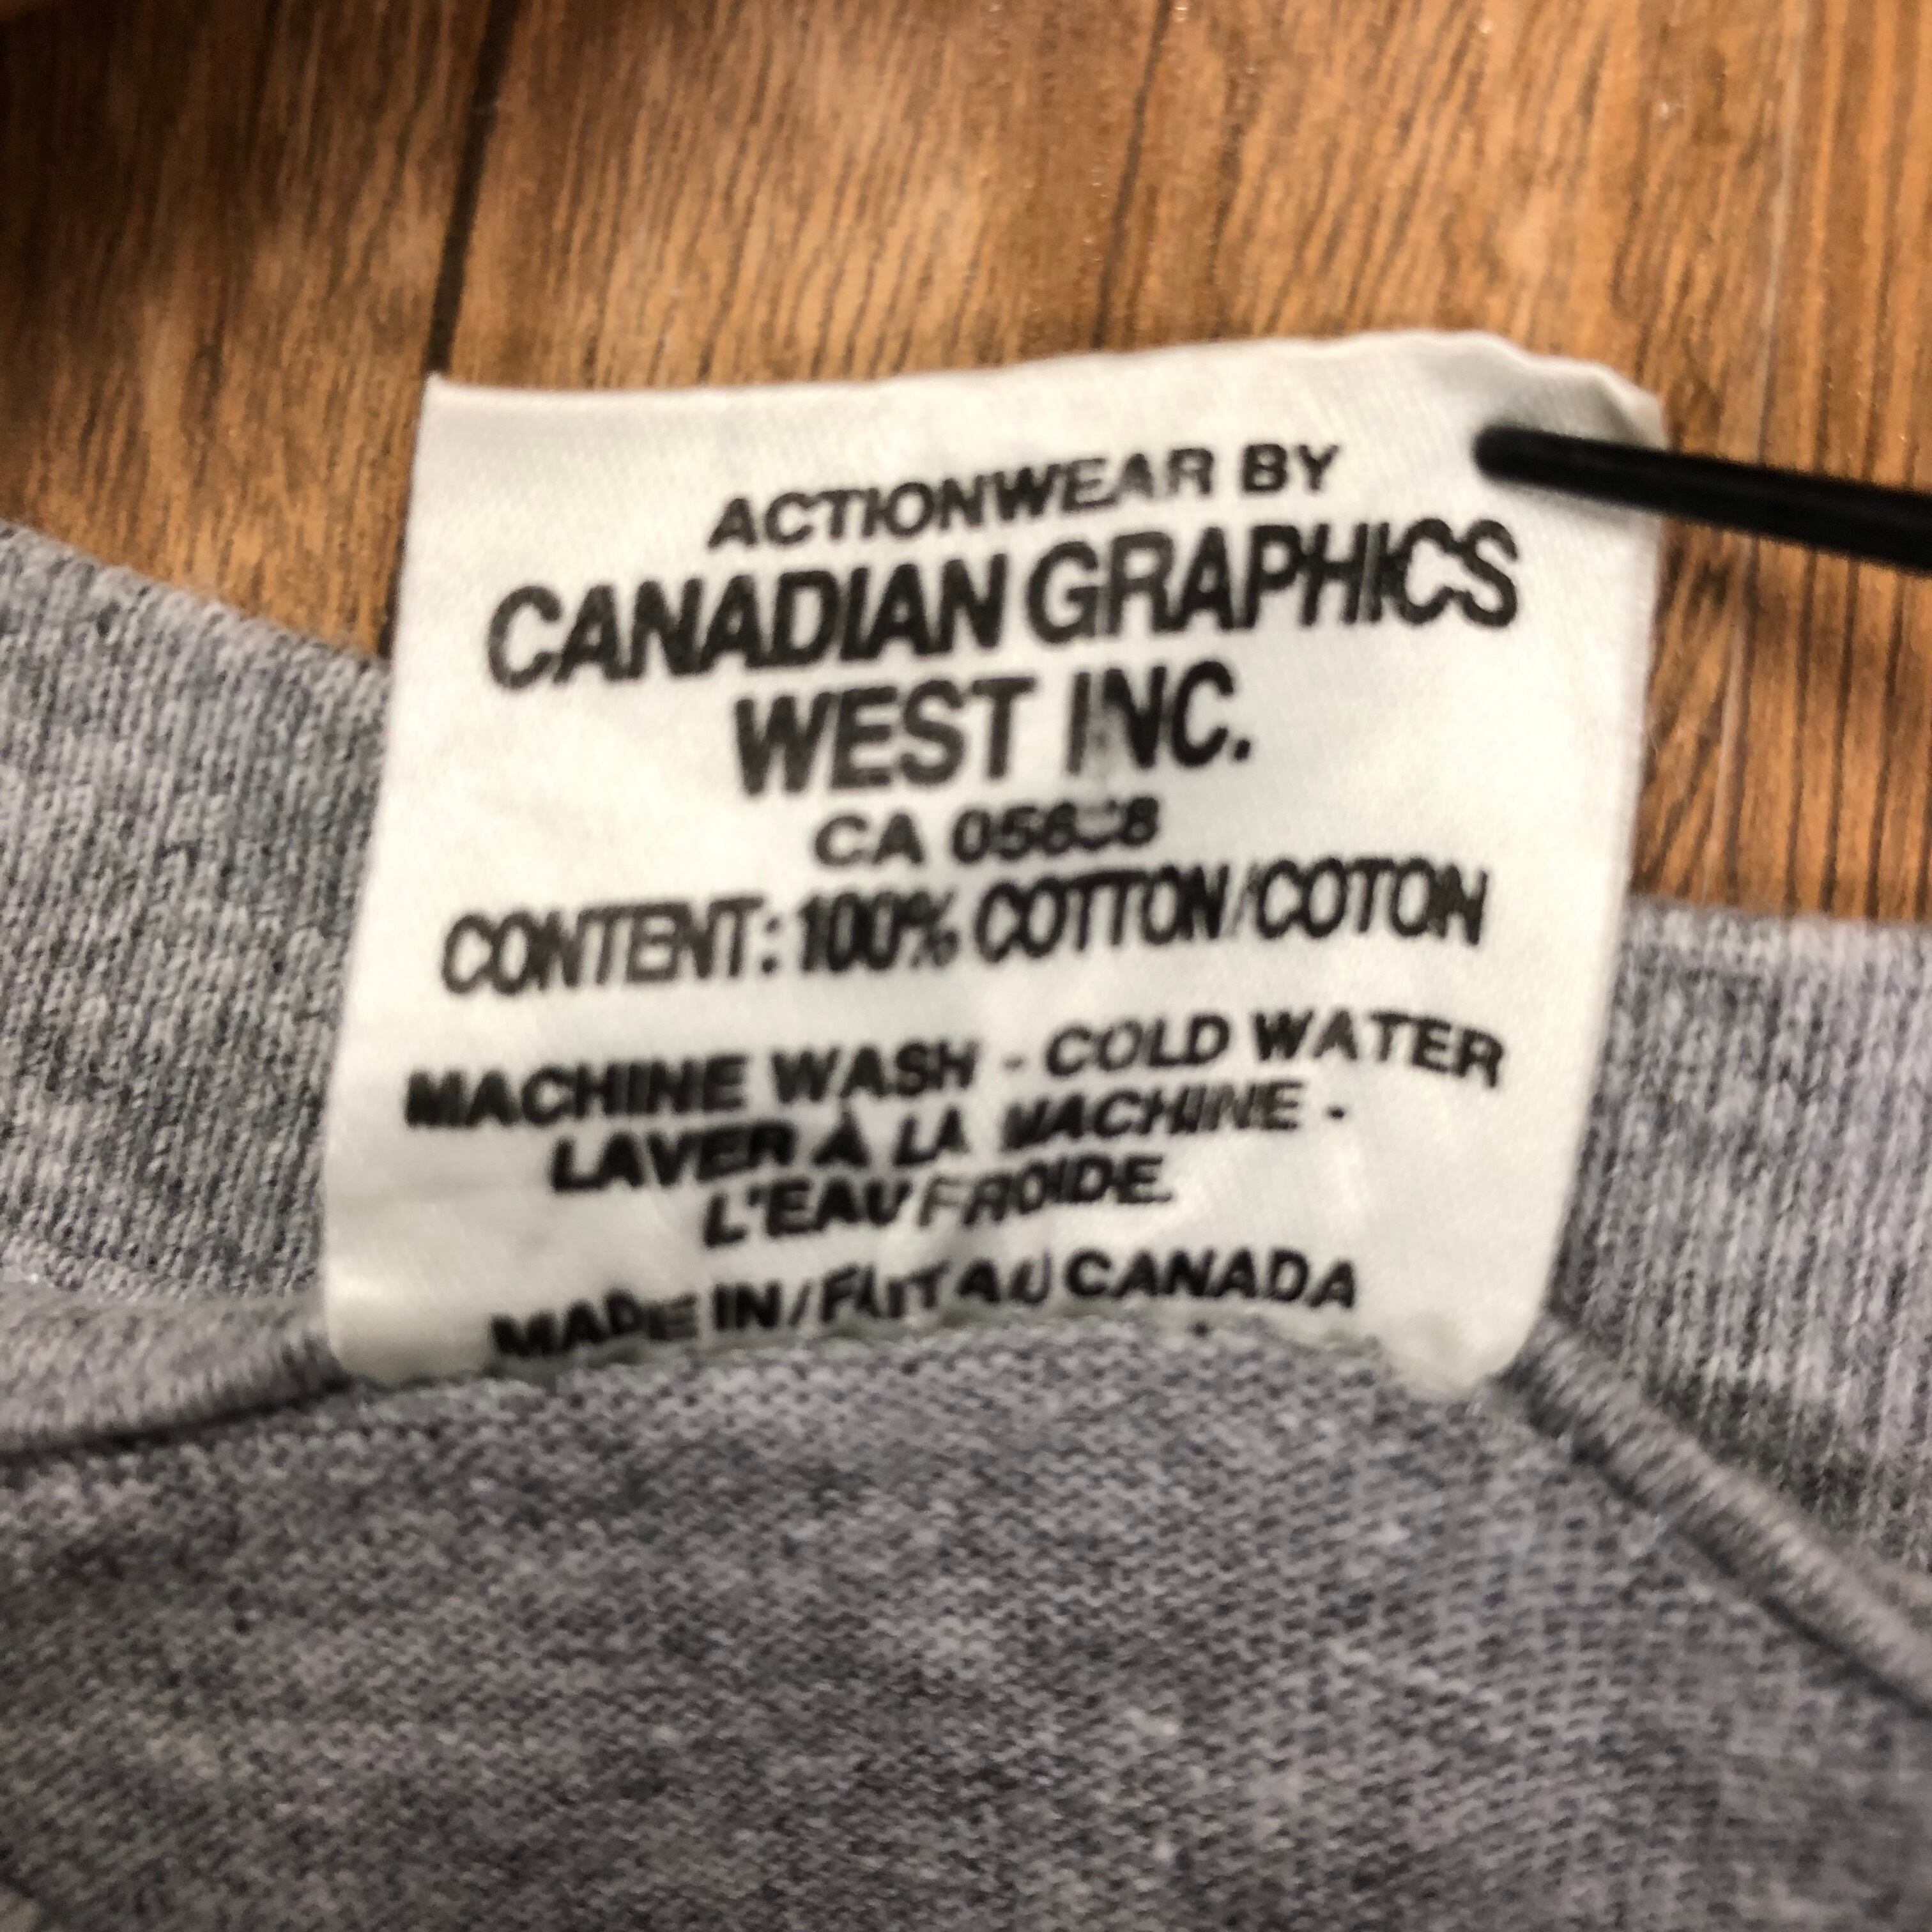 ACTIONWEAR BY
CANADIAN GRAPHICS
WEST INC.
CA
CONTENT: 100% COTTON/COTON
MACHINE WASH - COLD WATER
LAVER À LA MACHINE -
L'EAU FROIDE.
MADE IN/FAIT AU CANADA